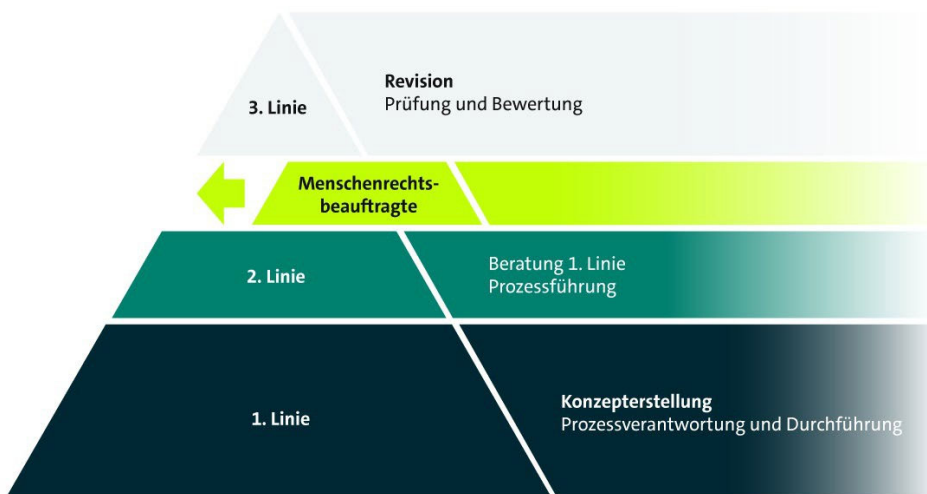 3. Linie
Revision
Prüfung und Bewertung
Menschenrechts-
beauftragte
2. Linie
Beratung 1. Linie
Prozessführung
1. Linie
Konzepterstellung
Prozessverantwortung und Durchführung